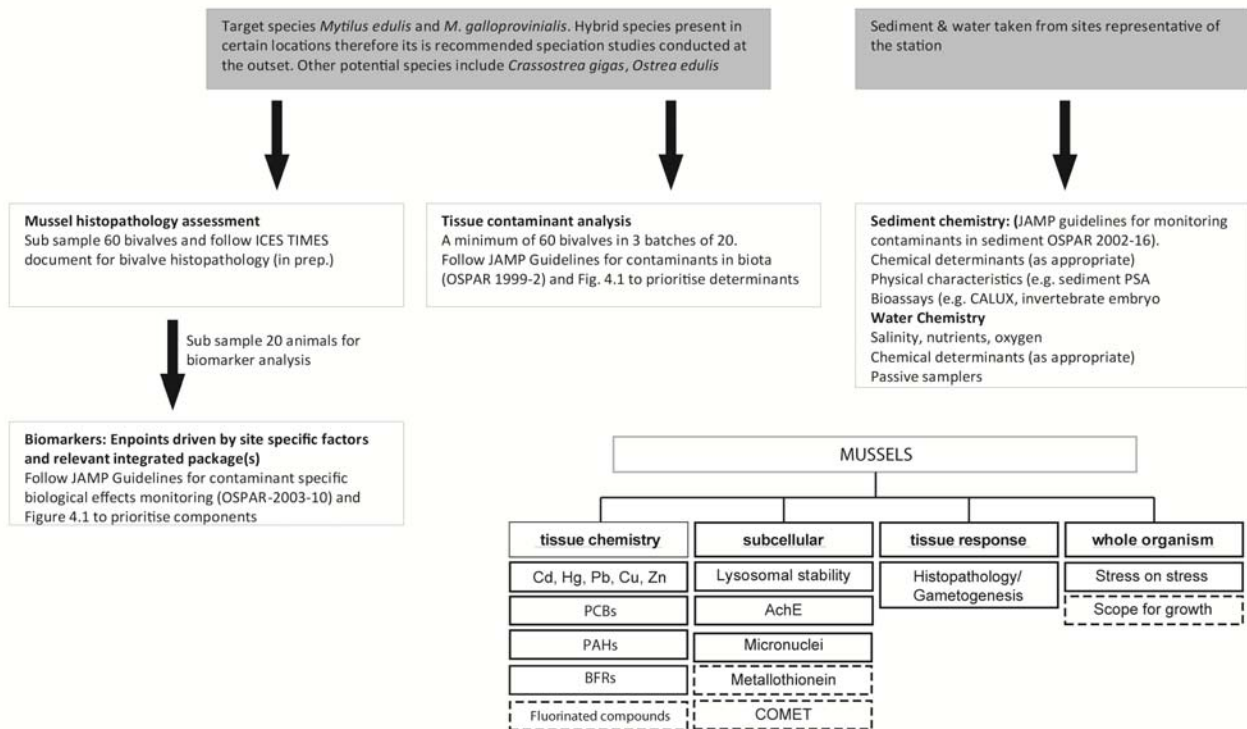 Target species Mytilus edulis and M. galloprovinialis. Hybrid species present in
certain locations therefore its is recommended speciation studies conducted at
the outset. Other potential species include Crassostrea gigas, Ostrea edulis
Sediment & water taken from sites representative of
the station
Mussel histopathology assessment
Sub sample 60 bivalves and follow ICES TIMES
document for bivalve histopathology (in prep.)
Tissue contaminant analysis
A minimum of 60 bivalves in 3 batches of 20.
Follow JAMP Guidelines for contaminants in biota
(OSPAR 1999-2) and Fig. 4.1 to prioritise determinants
Sediment chemistry: (JAMP guidelines for monitoring
contaminants in sediment OSPAR 2002-16).
Chemical determinants (as appropriate)
Physical characteristics (e.g. sediment PSA
Bioassays (e.g. CALUX, invertebrate embryo
Water Chemistry
Salinity, nutrients, oxygen
Chemical determinants (as appropriate)
Passive samplers
Sub sample 20 animals for
biomarker analysis
Biomarkers: Enpoints driven by site specific factors
and relevant integrated package(s)
Follow JAMP Guidelines for contaminant specific
biological effects monitoring (OSPAR-2003-10) and
Figure 4.1 to prioritise components
MUSSELS
tissue chemistry
Cd, Hg, Pb, Cu, Zn
PCBs
PAHs
BFRs
Fluorinated compounds
subcellular
Lysosomal stability
AchE
Micronuclei
Metallothionein
COMET
tissue response
Histopathology/
Gametogenesis
whole organism
Stress on stress
Scope for growth